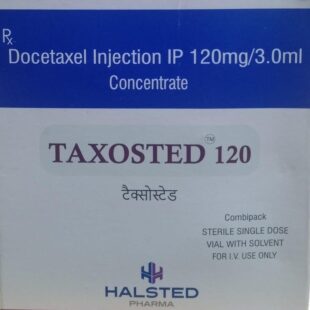 Rx
Docetaxel Injection IP 120mg/3.0ml
Concentrate
TAXOSTED™ 120
टैक्सोस्टेड
Combipack
STERILE SINGLE DOSE
VIAL WITH SOLVENT
FOR I.V. USE ONLY
HALSTED
PHARMA